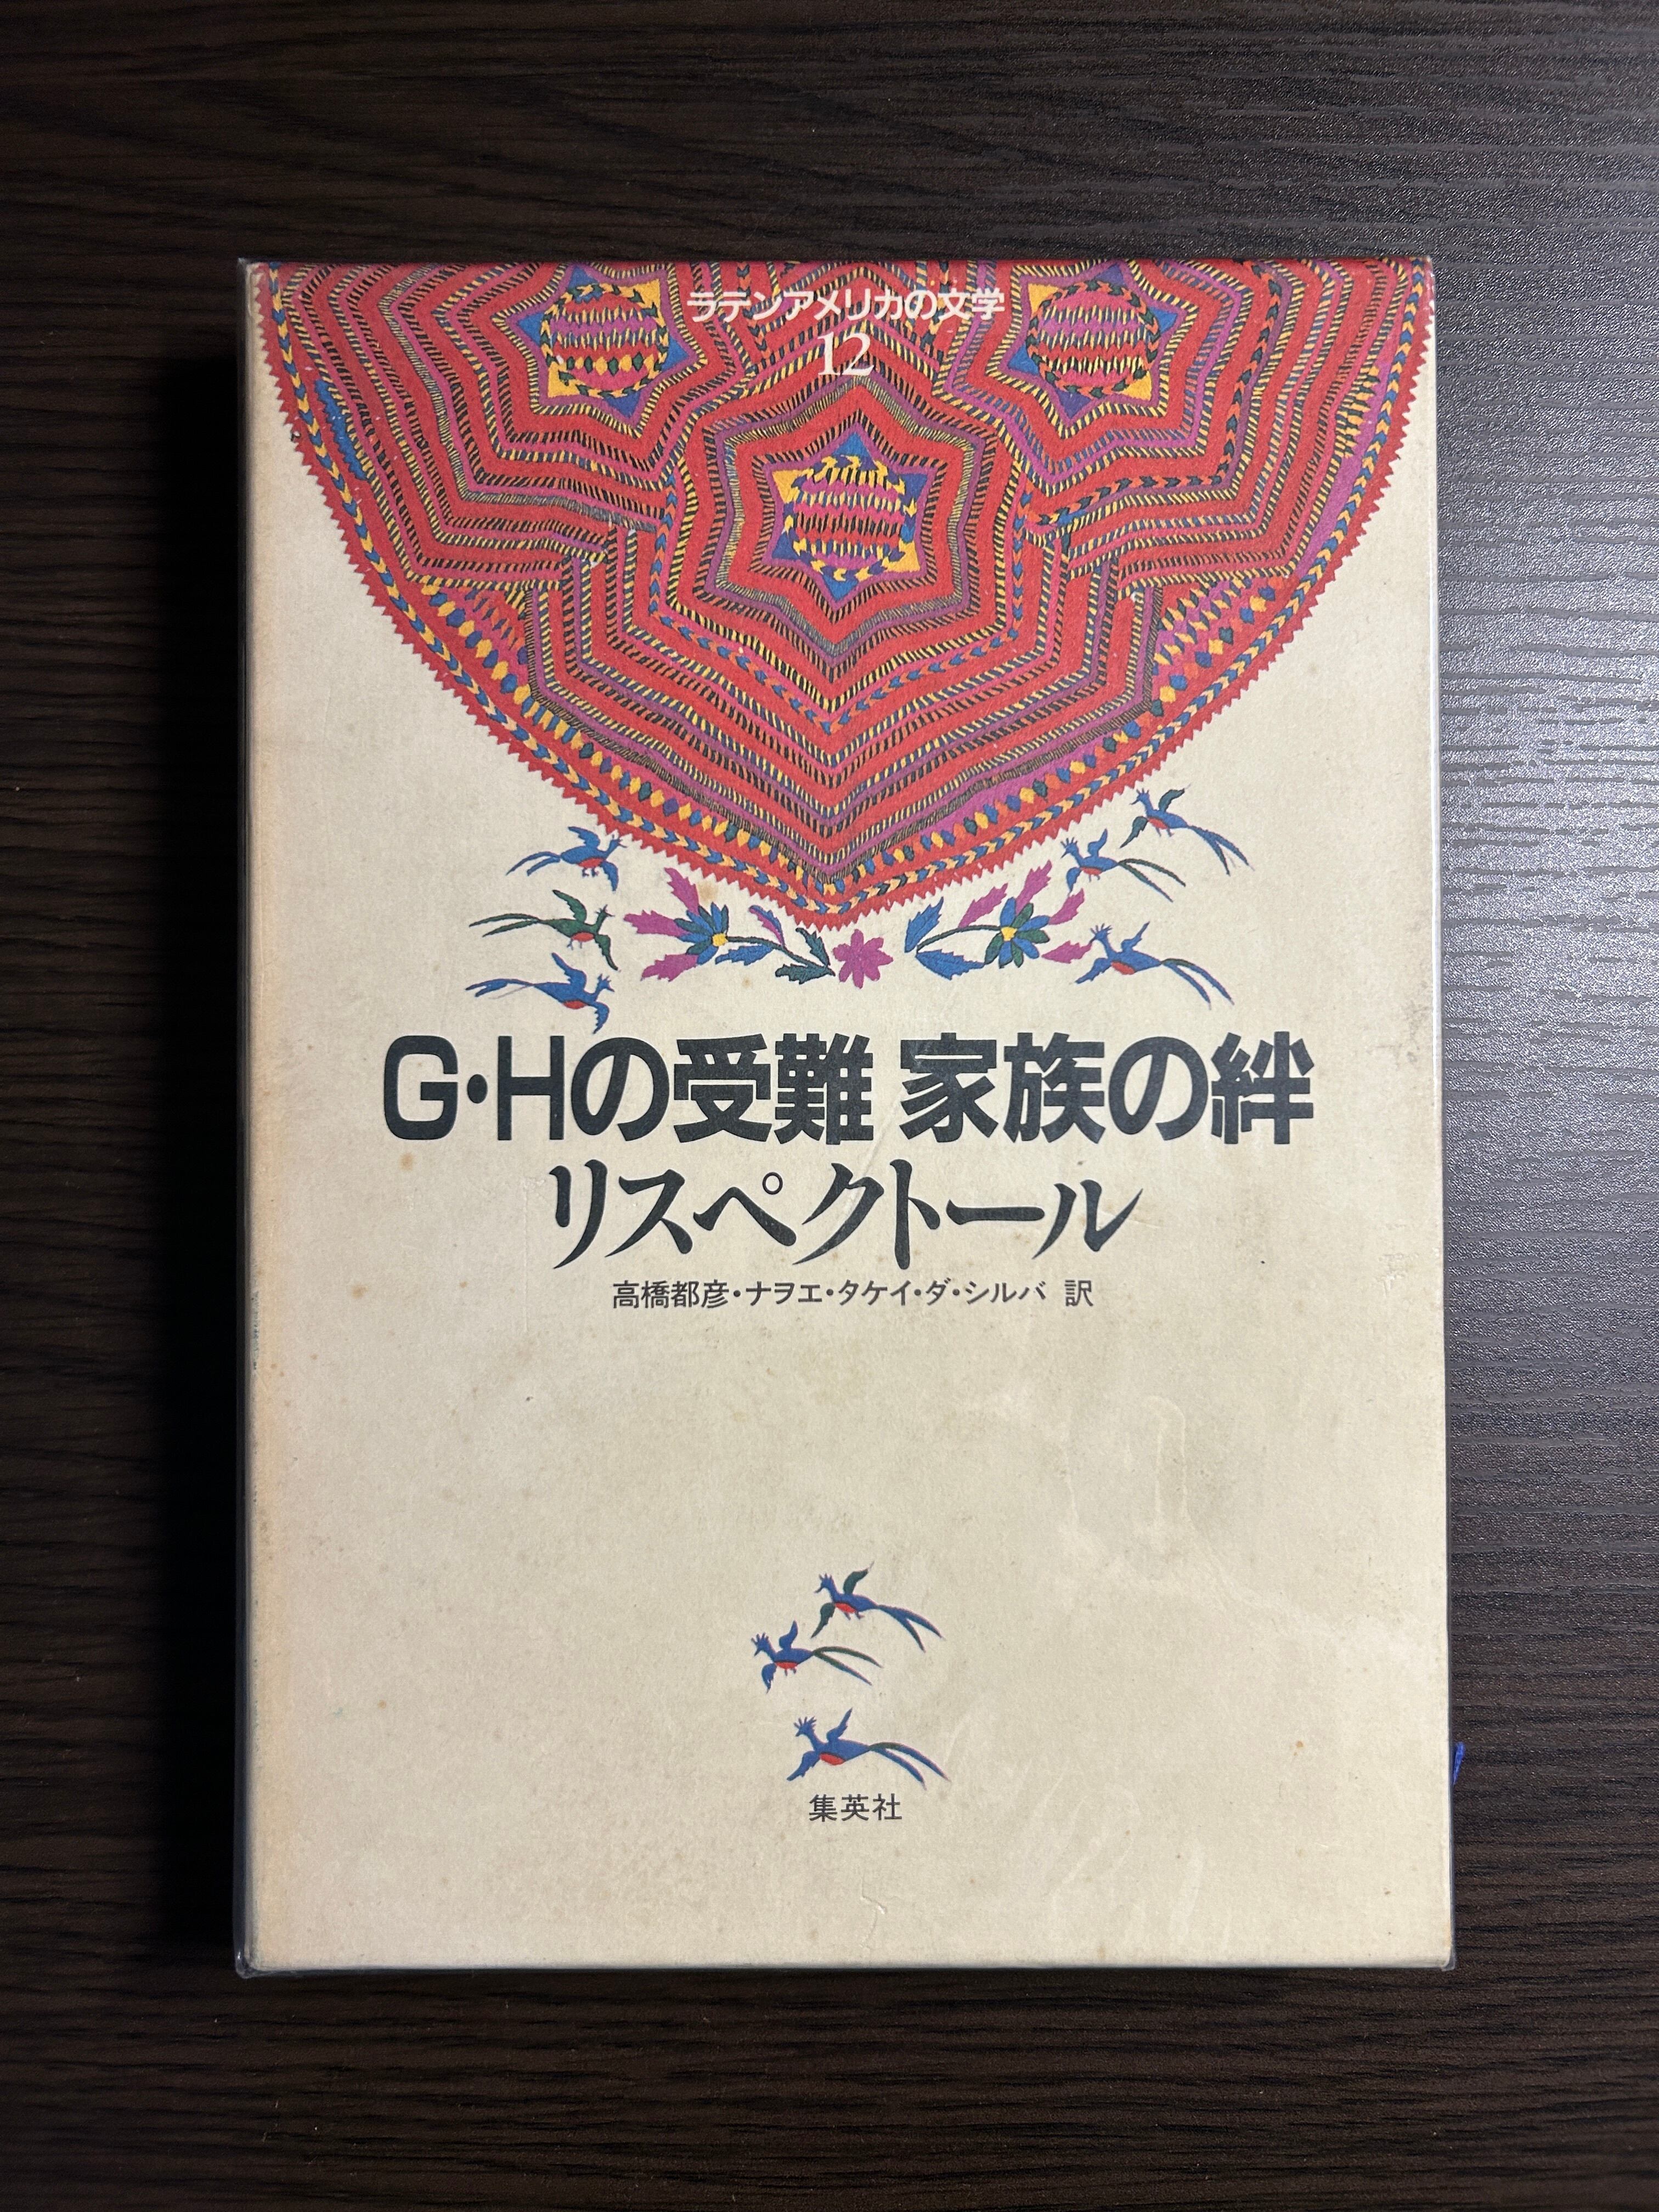 ラテンアメリカの文学
12
G・Hの受難 家族の絆
リスペクトール
高橋都彦・ナヲエ・タケイ・ダ・シルバ 訳
集英社